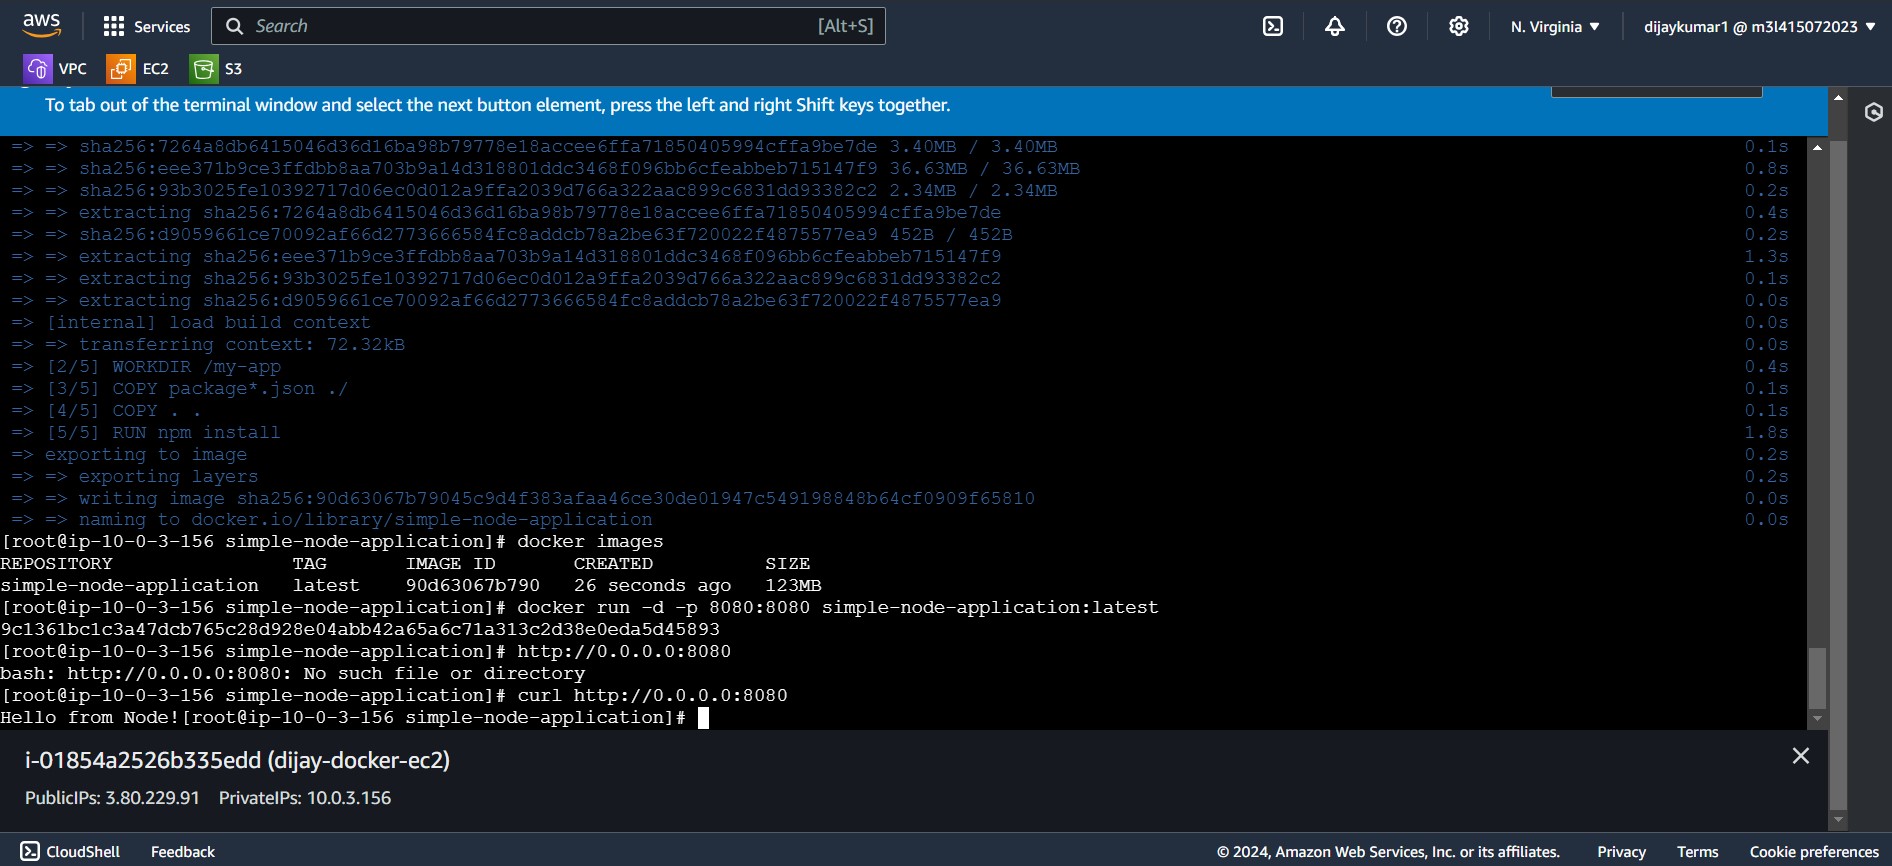 aws
Services
Search
[Alt+S]
N. Virginia
dijaykumar1 @ m3l415072023
VPC
EC2
S3
To tab out of the terminal window and select the next button element, press the left and right Shift keys together.
=> => sha256:7264a8db6415046d36d16ba98b79778e18accee6ffa71850405994cffa9be7de 3.40MB / 3.40MB 0.1s
=> => sha256:eee371b9ce3ffdbb8aa703b9a14d318801ddc3468f096bb6cfeabbeb715147f9 36.63MB / 36.63MB 0.8s
=> => sha256:93b3025fe10392717d06ec0d012a9ffa2039d766a322aac899c6831dd93382c2 2.34MB / 2.34MB 0.2s
=> => extracting sha256:7264a8db6415046d36d16ba98b79778e18accee6ffa71850405994cffa9be7de 0.4s
=> => sha256:d9059661ce70092af66d2773666584fc8addcb78a2be63f720022f4875577ea9 452B / 452B 0.2s
=> => extracting sha256:eee371b9ce3ffdbb8aa703b9a14d318801ddc3468f096bb6cfeabbeb715147f9 1.3s
=> => extracting sha256:93b3025fe10392717d06ec0d012a9ffa2039d766a322aac899c6831dd93382c2 0.1s
=> => extracting sha256:d9059661ce70092af66d2773666584fc8addcb78a2be63f720022f4875577ea9 0.0s
=> [internal] load build context 0.0s
=> => transferring context: 72.32kB 0.0s
=> [2/5] WORKDIR /my-app 0.4s
=> [3/5] COPY package*.json ./ 0.1s
=> [4/5] COPY . . 0.1s
=> [5/5] RUN npm install 1.8s
=> exporting to image 0.2s
=> => exporting layers 0.2s
=> => writing image sha256:90d63067b79045c9d4f383afaa46ce30de01947c549198848b64cf0909f65810 0.0s
=> => naming to docker.io/library/simple-node-application 0.0s
[root@ip-10-0-3-156 simple-node-application]# docker images
REPOSITORY TAG IMAGE ID CREATED SIZE
simple-node-application latest 90d63067b790 26 seconds ago 123MB
[root@ip-10-0-3-156 simple-node-application]# docker run -d -p 8080:8080 simple-node-application:latest
9c1361bc1c3a47dcb765c28d928e04abb42a65a6c71a313c2d38e0eda5d45893
[root@ip-10-0-3-156 simple-node-application]# http://0.0.0.0:8080
bash: http://0.0.0.0:8080: No such file or directory
[root@ip-10-0-3-156 simple-node-application]# curl http://0.0.0.0:8080
Hello from Node![root@ip-10-0-3-156 simple-node-application]#
i-01854a2526b335edd (dijay-docker-ec2)
PublicIPs: 3.80.229.91 PrivateIPs: 10.0.3.156
CloudShell
Feedback
© 2024, Amazon Web Services, Inc. or its affiliates.
Privacy
Terms
Cookie preferences